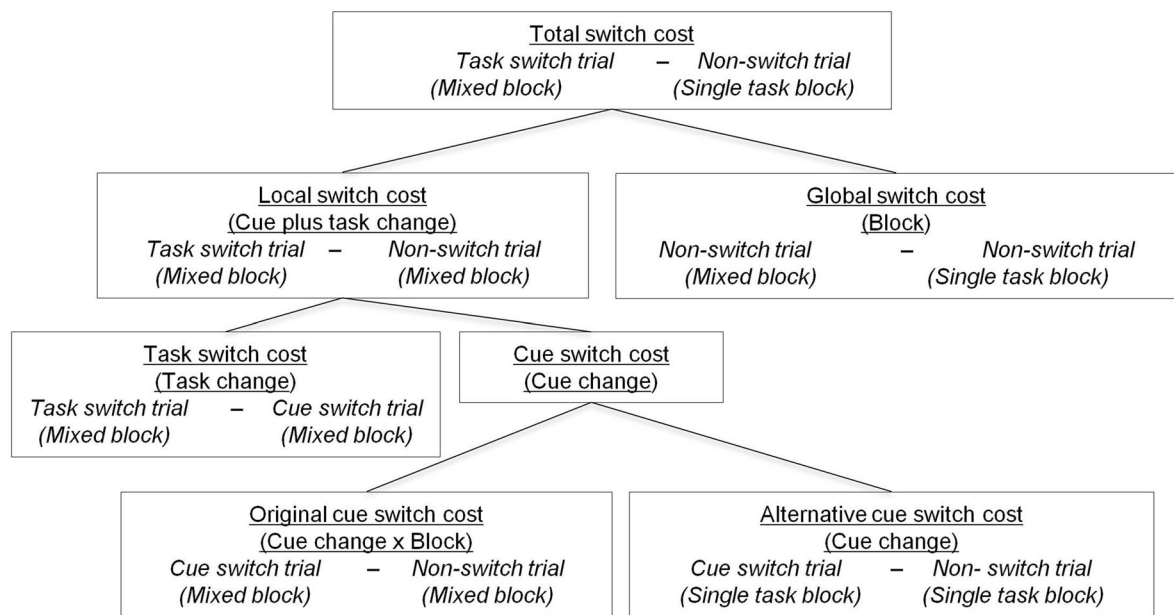 Total switch cost
Task switch trial – Non-switch trial
(Mixed block) (Single task block)
Local switch cost
(Cue plus task change)
Task switch trial – Non-switch trial
(Mixed block) (Mixed block)
Global switch cost
(Block)
Non-switch trial – Non-switch trial
(Mixed block) (Single task block)
Task switch cost
(Task change)
Task switch trial – Cue switch trial
(Mixed block) (Mixed block)
Cue switch cost
(Cue change)
Original cue switch cost
(Cue change x Block)
Cue switch trial – Non-switch trial
(Mixed block) (Mixed block)
Alternative cue switch cost
(Cue change)
Cue switch trial – Non- switch trial
(Single task block) (Single task block)